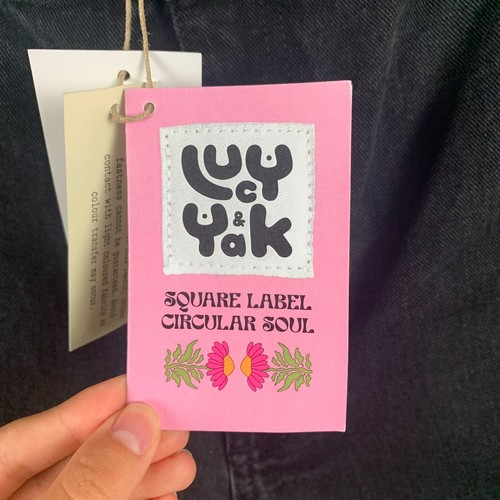 LUCY
&
YAK
SQUARE LABEL
CIRCULAR SOUL
fastness cannot be guaranteed. Avoid
contact with light coloured fabrics as
colour transfer may occur.